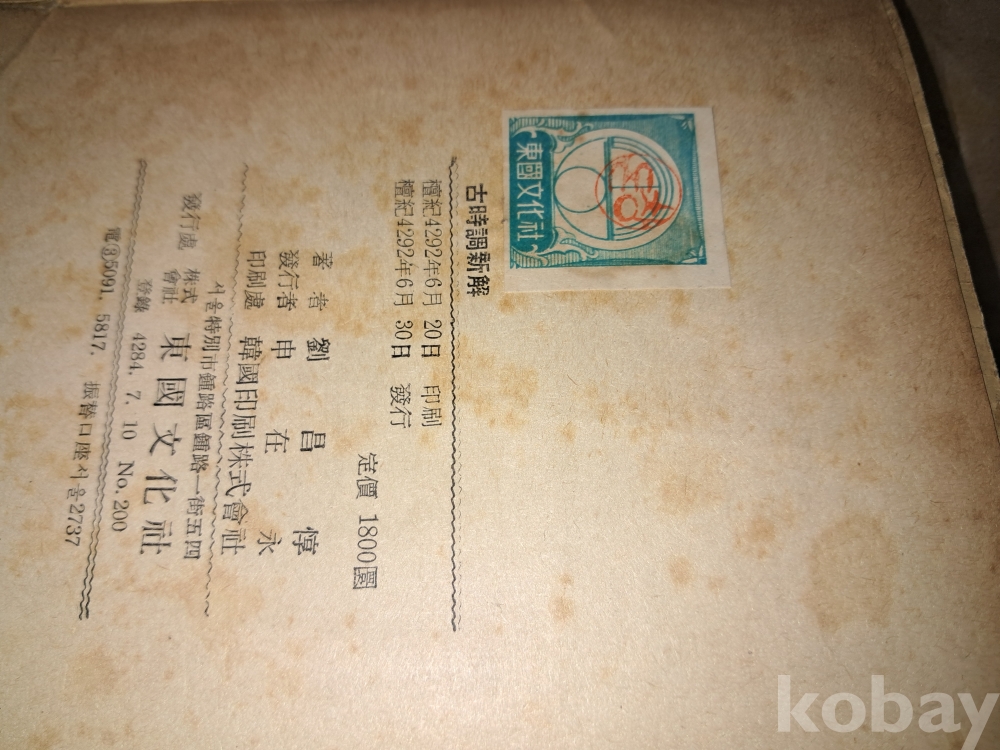 東國文化社
古時調新解
檀紀4292年6月 20日 印刷
檀紀4292年6月 30日 發行
定價 1800圜
著者 劉昌惇
發行者 申在永
印刷處 韓國印刷株式會社
서울特別市鍾路區鍾路一街五四
發行處 株式會社 東國文化社
登錄 4284. 7. 10 No. 200
電③5091. 5817. 振替口座서울2737
kobay